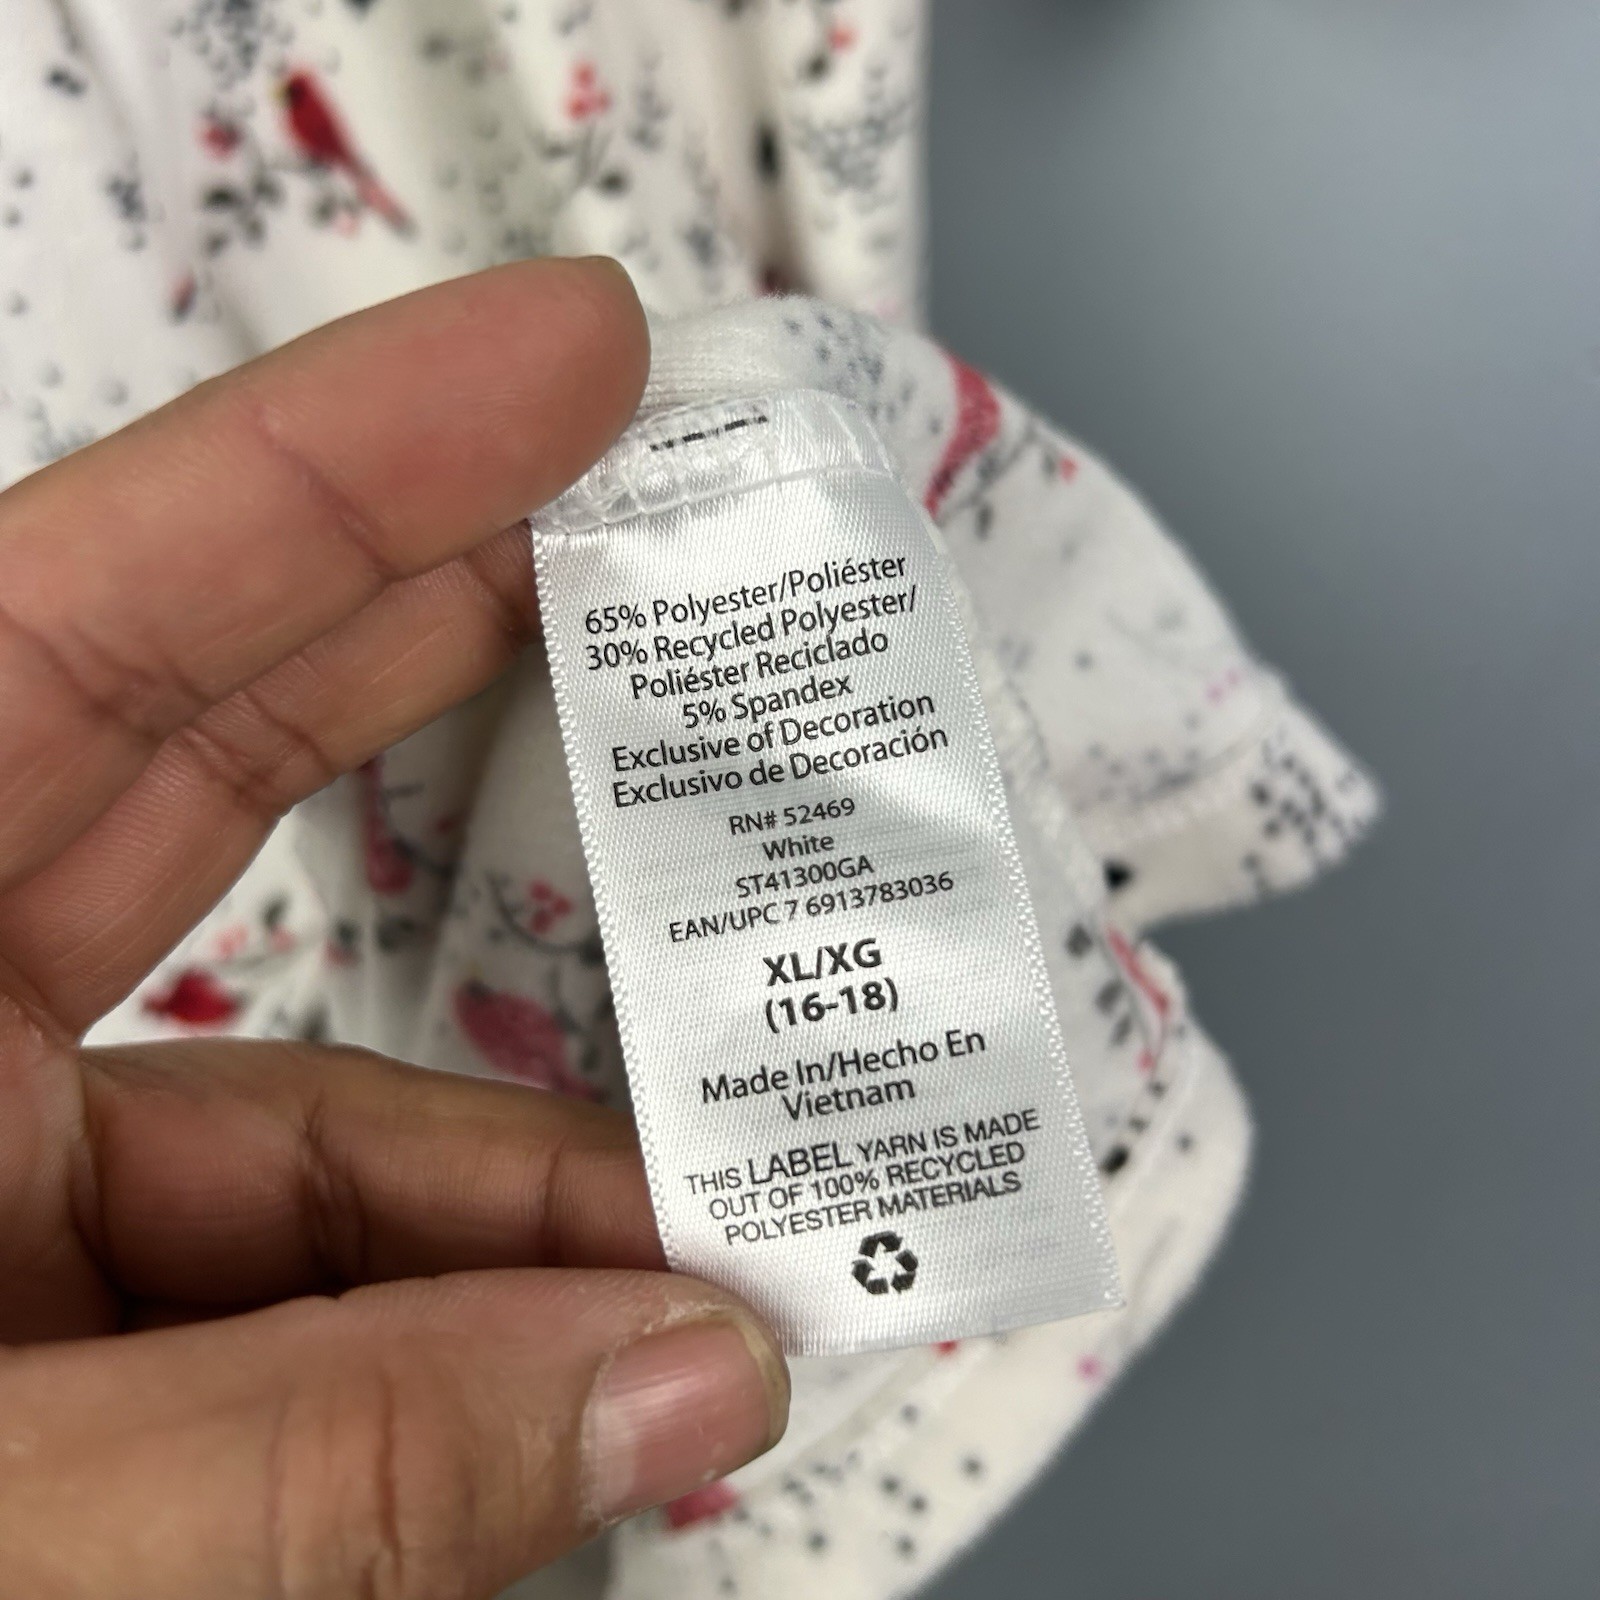 65% Polyester/Poliéster
30% Recycled Polyester/
Poliéster Reciclado
5% Spandex
Exclusive of Decoration
Exclusivo de Decoración
RN# 52469
White
ST41300GA
EAN/UPC 7 6913783036
XL/XG
(16-18)
Made In/Hecho En
Vietnam
THIS LABEL YARN IS MADE
OUT OF 100% RECYCLED
POLYESTER MATERIALS